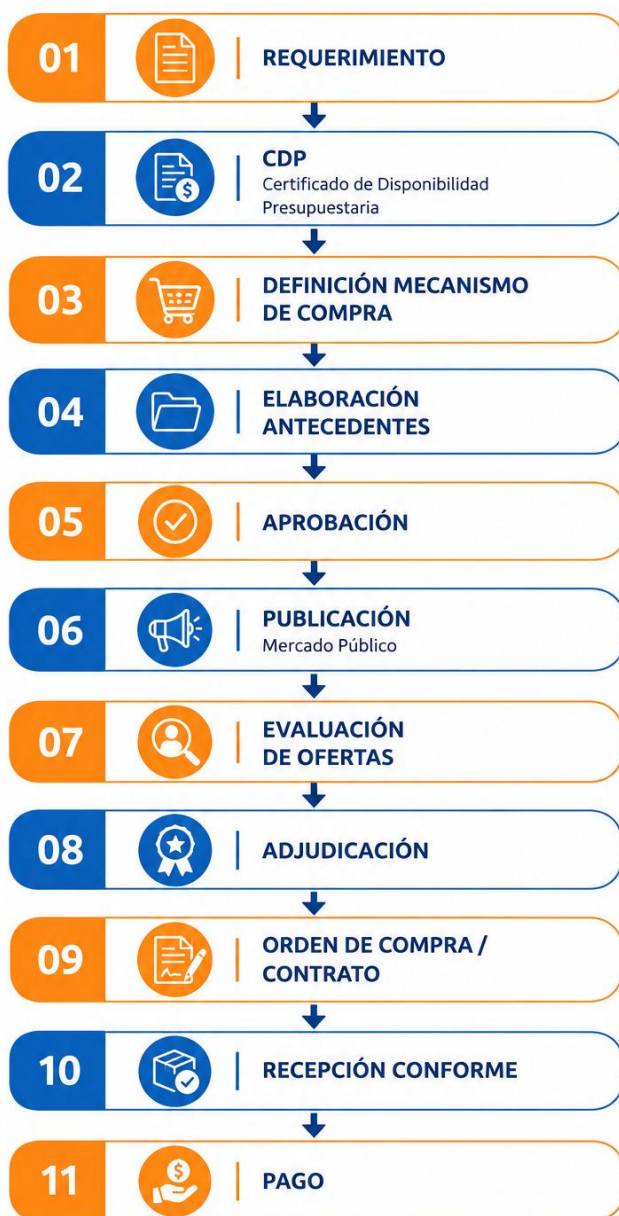 01
REQUERIMIENTO
02
CDP
Certificado de Disponibilidad
Presupuestaria
03
DEFINICIÓN MECANISMO
DE COMPRA
04
ELABORACIÓN
ANTECEDENTES
05
APROBACIÓN
06
PUBLICACIÓN
Mercado Público
07
EVALUACIÓN
DE OFERTAS
08
ADJUDICACIÓN
09
ORDEN DE COMPRA /
CONTRATO
10
RECEPCIÓN CONFORME
11
PAGO